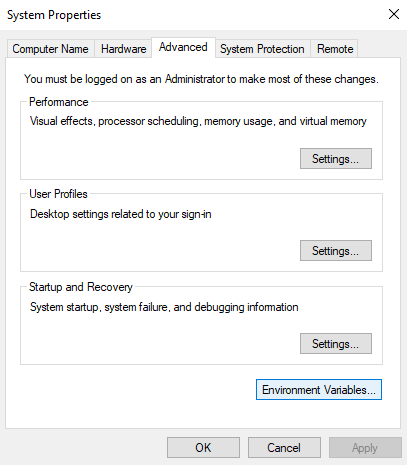 System Properties
Computer Name Hardware Advanced System Protection Remote
You must be logged on as an Administrator to make most of these changes.
Performance
Visual effects, processor scheduling, memory usage, and virtual memory
Settings...
User Profiles
Desktop settings related to your sign-in
Settings...
Startup and Recovery
System startup, system failure, and debugging information
Settings...
Environment Variables...
OK Cancel Apply